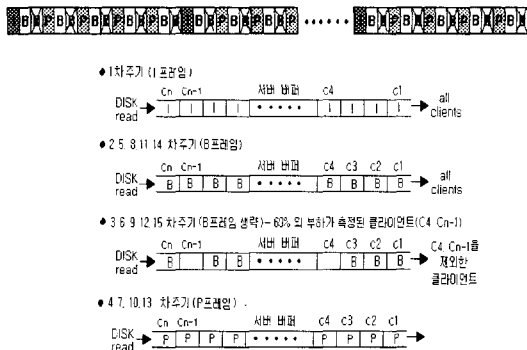 B P B P B B P B B P B B P
● 1차주기 (I 프레임)
Cn Cn-1 서버 버퍼 C4 C1
DISK read I I I I • • • • • I I I I all clients
● 2.5. 8.11.14 차주기 (B프레임)
Cn Cn-1 서버 버퍼 C4 C3 C2 C1
DISK read B B B B • • • • • B B B B all clients
● 3.6.9.12.15 차주기 (B프레임 생략) - 60% 의 부하가 측정된 클라이언트(C4. Cn-1)
Cn Cn-1 서버 버퍼 C4 C3 C2 C1
DISK read B B B • • • • • B B B C4. Cn-1을 제외한 클라이언트
● 4.7.10.13 차주기 (P프레임)
Cn Cn-1 서버 버퍼 C4 C3 C2 C1
DISK read P P P P • • • • • P P P P